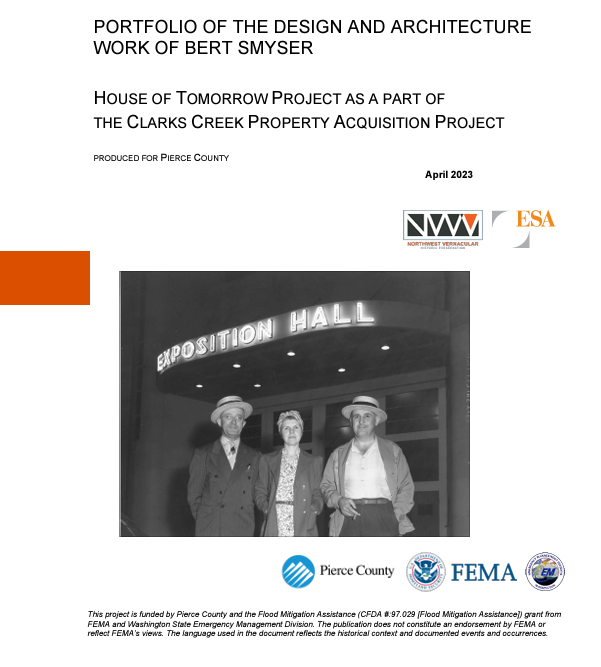 PORTFOLIO OF THE DESIGN AND ARCHITECTURE
WORK OF BERT SMYSER
HOUSE OF TOMORROW PROJECT AS A PART OF
THE CLARKS CREEK PROPERTY ACQUISITION PROJECT
PRODUCED FOR PIERCE COUNTY
April 2023
NWV
NORTHWEST VERNACULAR
HISTORIC PRESERVATION
ESA
EXPOSITION HALL
Pierce County
FEMA
EM
This project is funded by Pierce County and the Flood Mitigation Assistance (CFDA #:97.029 [Flood Mitigation Assistance]) grant from
FEMA and Washington State Emergency Management Division. The publication does not constitute an endorsement by FEMA or
reflect FEMA's views. The language used in the document reflects the historical context and documented events and occurrences.